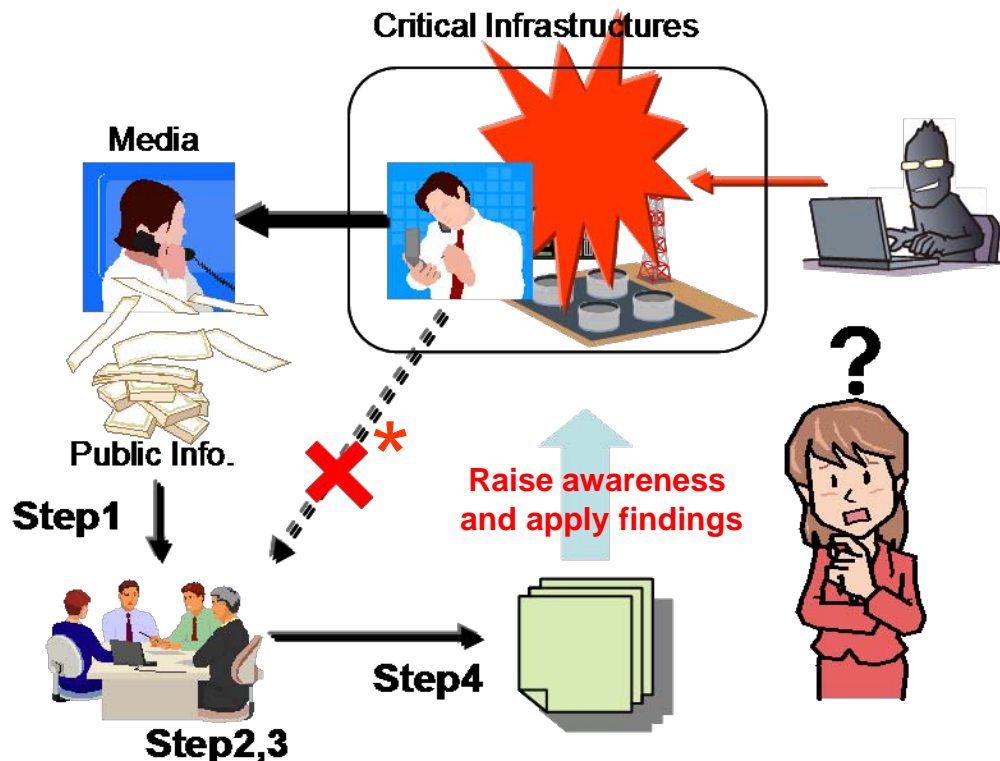 Critical Infrastructures
Media
?
Public Info.
*
Raise awareness
and apply findings
Step1
Step4
Step2,3